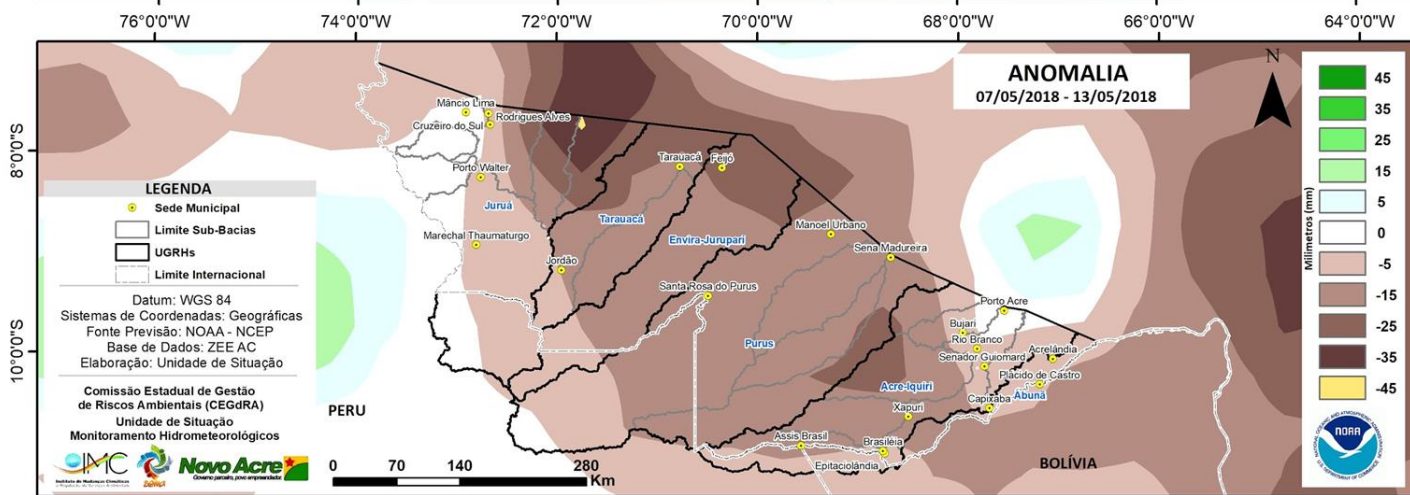 76°0'0"W
74°0'0"W
72°0'0"W
70°0'0"W
68°0'0"W
66°0'0"W
64°0'0"W
8°0'0"S
10°0'0"S
ANOMALIA
07/05/2018 - 13/05/2018
N
Milímetros (mm)
45
35
25
15
5
0
-5
-15
-25
-35
-45
Mâncio Lima
Rodrigues Alves
Cruzeiro do Sul
Porto Walter
Juruá
Marechal Thaumaturgo
Jordão
Tarauacá
Feijó
Tarauacá
Envira-Jurupari
Manoel Urbano
Sena Madureira
Santa Rosa do Purus
Purus
Porto Acre
Bujari
Rio Branco
Senador Guiomard
Acrelândia
Plácido de Castro
Abunã
Acre-Iquiri
Capixaba
Xapuri
Assis Brasil
Brasiléia
Epitaciolândia
PERU
BOLÍVIA
LEGENDA
Sede Municipal
Limite Sub-Bacias
UGRHs
Limite Internacional
Datum: WGS 84
Sistemas de Coordenadas: Geográficas
Fonte Previsão: NOAA - NCEP
Base de Dados: ZEE AC
Elaboração: Unidade de Situação
Comissão Estadual de Gestão
de Riscos Ambientais (CEGdRA)
Unidade de Situação
Monitoramento Hidrometeorológicos
IMC
Novo Acre
Governo parceiro, povo empreendedor
0 70 140 280
Km
NOAA